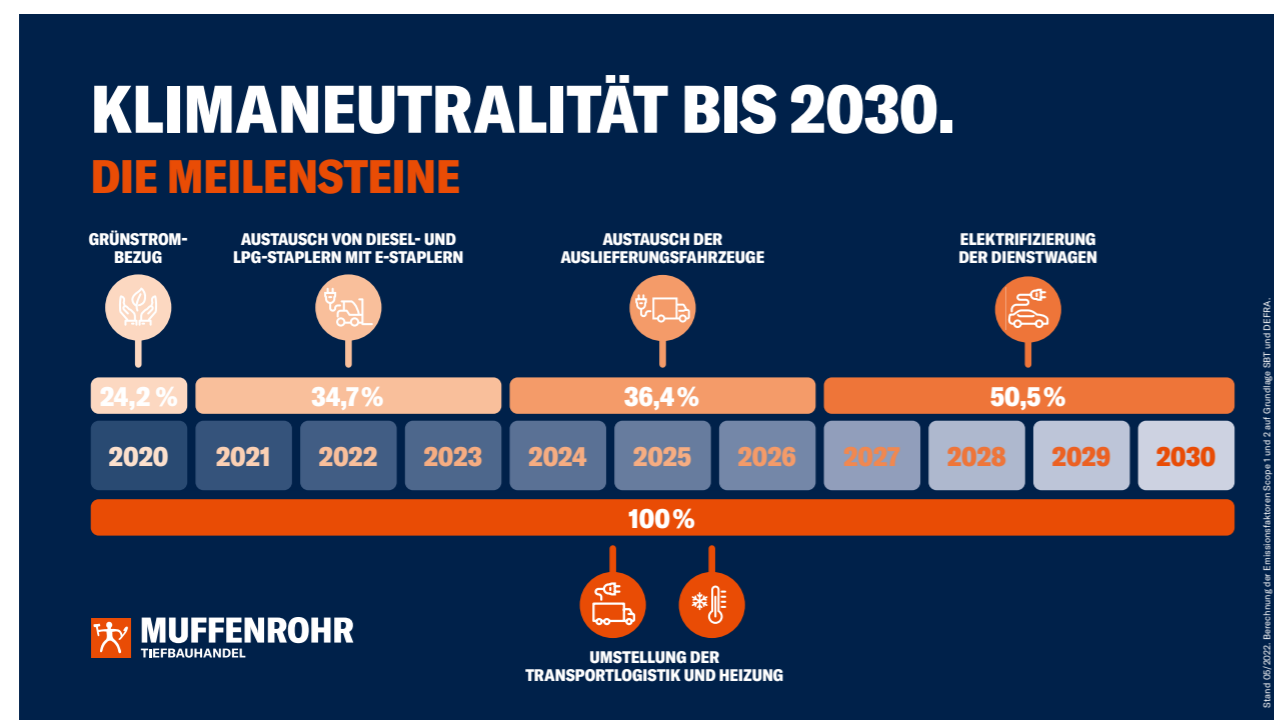 KLIMANEUTRALITÄT BIS 2030.
DIE MEILENSTEINE
GRÜNSTROM-
BEZUG
AUSTAUSCH VON DIESEL- UND
LPG-STAPLERN MIT E-STAPLERN
AUSTAUSCH DER
AUSLIEFERUNGSFAHRZEUGE
ELEKTRIFIZIERUNG
DER DIENSTWAGEN
24,2 %
34,7 %
36,4 %
50,5 %
2020
2021
2022
2023
2024
2025
2026
2027
2028
2029
2030
100 %
UMSTELLUNG DER
TRANSPORTLOGISTIK UND HEIZUNG
MUFFENROHR
TIEFBAUHANDEL
Stand 05/2022. Berechnung der Emissionsfaktoren Scope 1 und 2 auf Grundlage SBT und DEFRA.